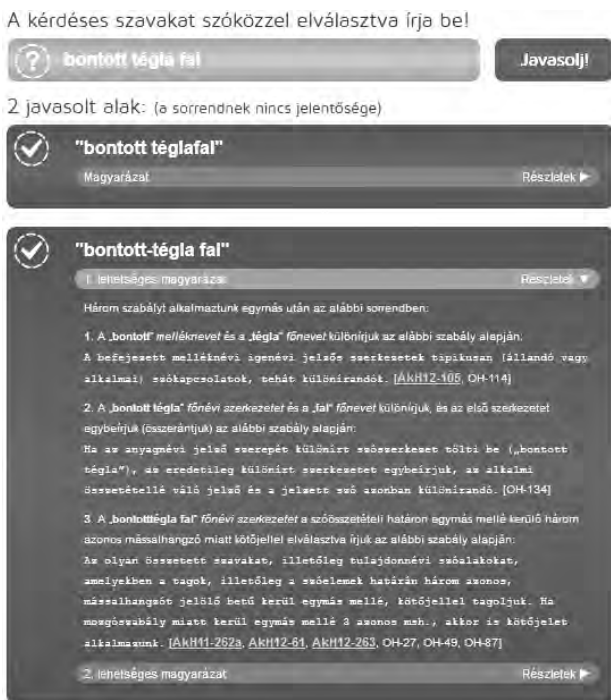 A kérdéses szavakat szóközzel elválasztva írja be!
bontott tégla fal
Javasolj!
2 javasolt alak: (a sorrendnek nincs jelentősége)
"bontott téglafal"
Magyarázat Részletek ▶
"bontott-tégla fal"
1. lehetséges magyarázat Részletek ▼
Három szabályt alkalmaztunk egymás után az alábbi sorrendben:
1. A „bontott” melléknevet és a „tégla” főnevet különírjuk az alábbi szabály alapján:
A befejezett melléknévi igenévi jelzős szerkezetek tipikusan (állandó vagy
alkalmai) szókapcsolatok, tehát különírandók. [AkH12-105, OH-114]
2. A „bontott tégla” főnévi szerkezetet és a „fal” főnevet különírjuk, és az első szerkezetet
egybeírjuk (összerántjuk) az alábbi szabály alapján:
Ha az anyagnévi jelző szerepét különírt szószerkezet tölti be („bontott
tégla”), az eredetileg különírt szerkezetet egybeírjuk, az alkalmi
összetétellé váló jelző és a jelzett szó azonban különírandó. [OH-134]
3. A „bontotttégla fal” főnévi szerkezetet a szóösszetételi határon egymás mellé kerülő három
azonos mássalhangzó miatt kötőjellel elválasztva írjuk az alábbi szabály alapján:
Az olyan összetett szavakat, illetőleg tulajdonnévi szóalakokat,
amelyekben a tagok, illetőleg a szóelemek határán három azonos,
mássalhangzót jelölő betű kerül egymás mellé, kötőjellel tagoljuk. Ha
mozgószabály miatt kerül egymás mellé 3 azonos msh., akkor is kötőjelet
alkalmazunk. [AkH11-262a, AkH12-61, AkH12-263, OH-27, OH-49, OH-87]
2. lehetséges magyarázat Részletek ▶